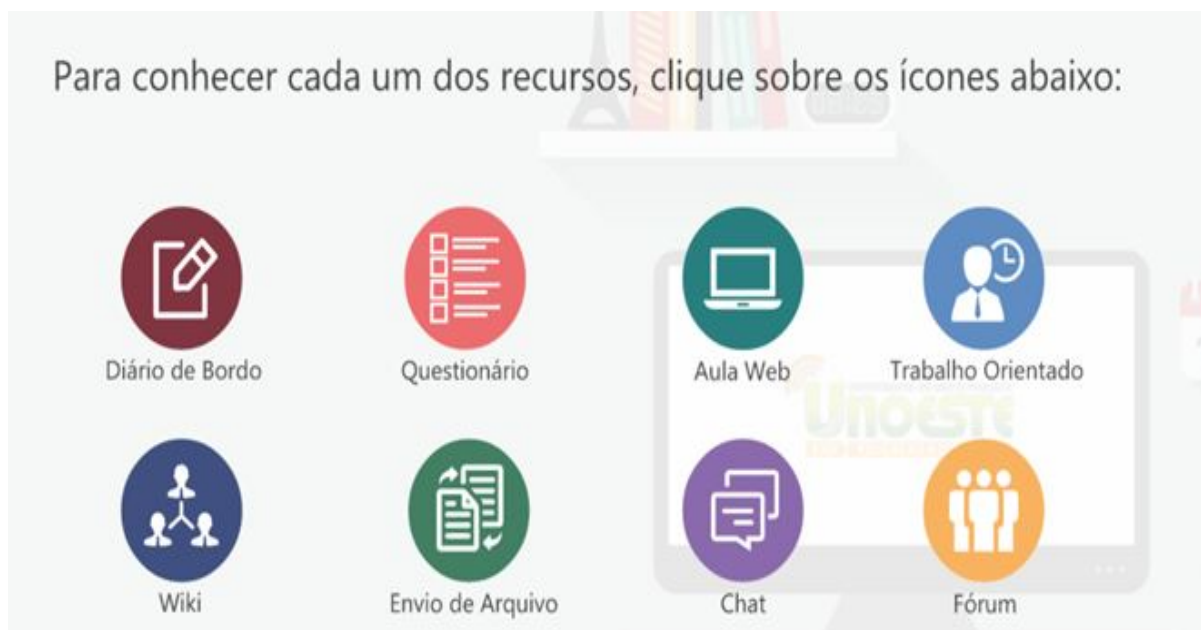 Para conhecer cada um dos recursos, clique sobre os ícones abaixo:
Diário de Bordo
Questionário
Aula Web
Trabalho Orientado
UNOESTE
Wiki
Envio de Arquivo
Chat
Fórum